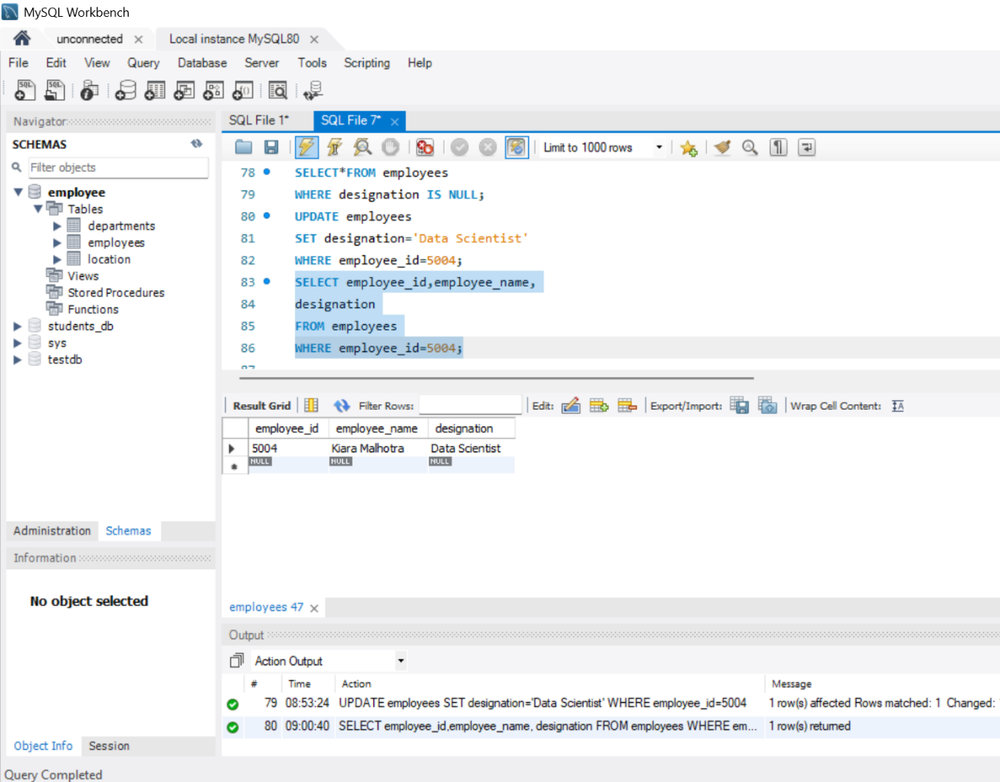 MySQL Workbench
unconnected
Local instance MySQL80
File Edit View Query Database Server Tools Scripting Help
Navigator
SCHEMAS
Filter objects
employee
Tables
departments
employees
location
Views
Stored Procedures
Functions
students_db
sys
testdb
Administration Schemas
Information
No object selected
Object Info Session
Query Completed
SQL File 1*
SQL File 7*
Limit to 1000 rows
78 SELECT*FROM employees
79 WHERE designation IS NULL;
80 UPDATE employees
81 SET designation='Data Scientist'
82 WHERE employee_id=5004;
83 SELECT employee_id,employee_name,
84 designation
85 FROM employees
86 WHERE employee_id=5004;
87
Result Grid Filter Rows: Edit: Export/Import: Wrap Cell Content:
employee_id employee_name designation
5004 Kiara Malhotra Data Scientist
NULL NULL NULL
employees 47
Output
Action Output
# Time Action Message
79 08:53:24 UPDATE employees SET designation='Data Scientist' WHERE employee_id=5004 1 row(s) affected Rows matched: 1 Changed:
80 09:00:40 SELECT employee_id,employee_name, designation FROM employees WHERE em... 1 row(s) returned